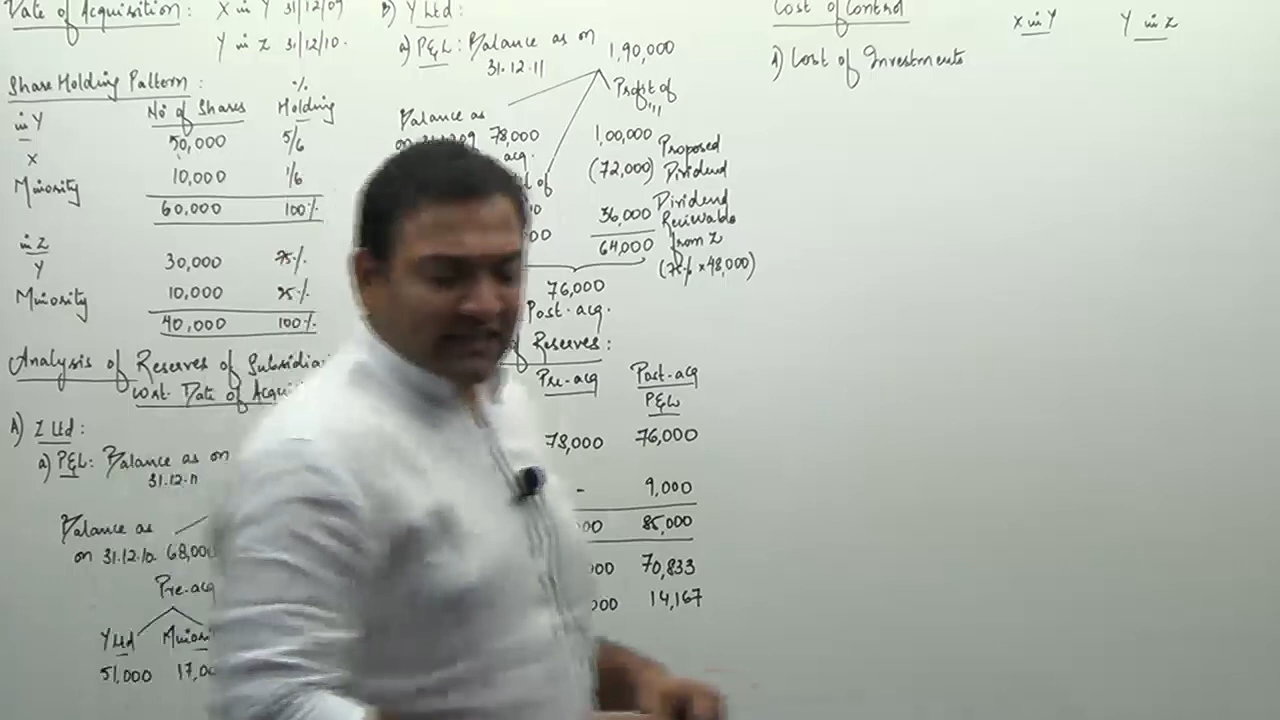 Date of Acquisition : X in Y 31/12/09
Y in Z 31/12/10.
Share Holding Pattern :
No of Shares % Holding
in Y
X 50,000 5/6
Minority 10,000 1/6
60,000 100%
in Z
Y 30,000 75%
Minority 10,000 25%
40,000 100%
Analysis of Reserves of Subsidiari
w.r.t. Date of Acqui
A) Z Ltd :
a) P&L : Balance as on
31.12.11
Balance as
on 31.12.10. 68,000
Pre-acq
Y Ltd Minori
51,000 17,00
B) Y Ltd :
a) P&L : Balance as on 1,90,000
31.12.11
Profit of
Balance as
78,000 1,00,000
acq. (72,000) Proposed Dividend
36,000 Dividend Receivable from Z
64,000 (75% × 48,000)
76,000
Post-acq.
Reserves :
Pre-acq Post-acq
P&L
78,000 76,000
- 9,000
000 85,000
000 70,833
000 14,167
Cost of Control
X in Y Y in Z
A) Cost of Investments